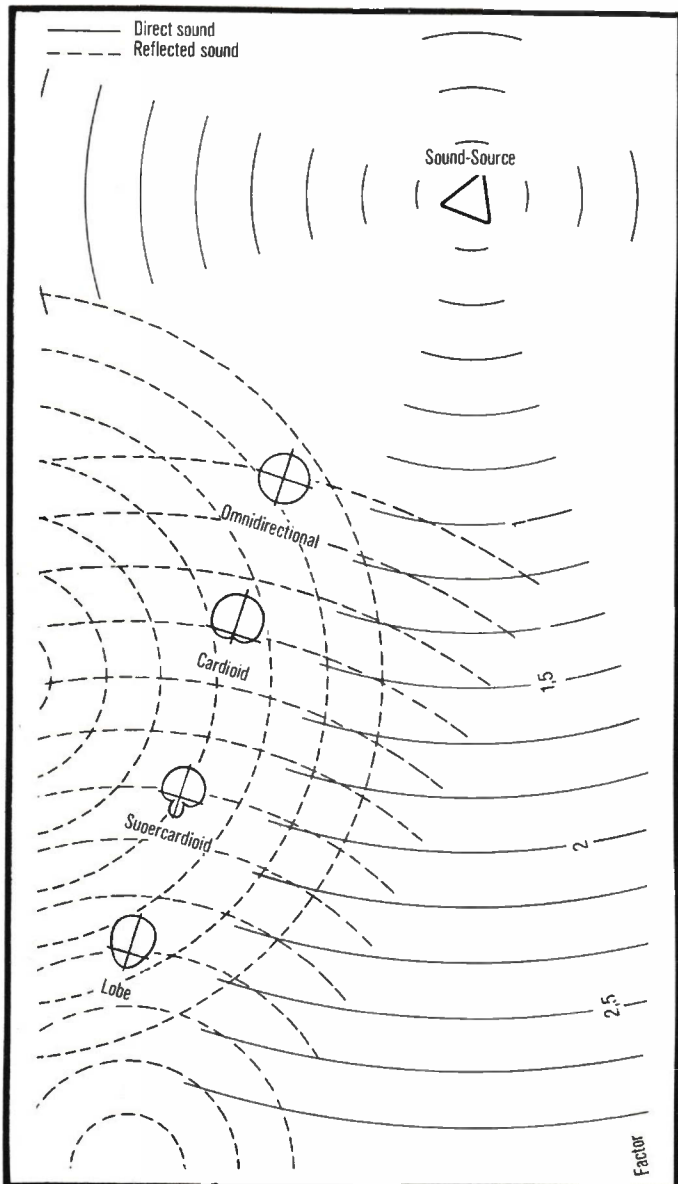 Direct sound
Reflected sound
Sound-Source
Omnidirectional
Cardioid
1,5
Suoercardioid
2
Lobe
2,5
Factor